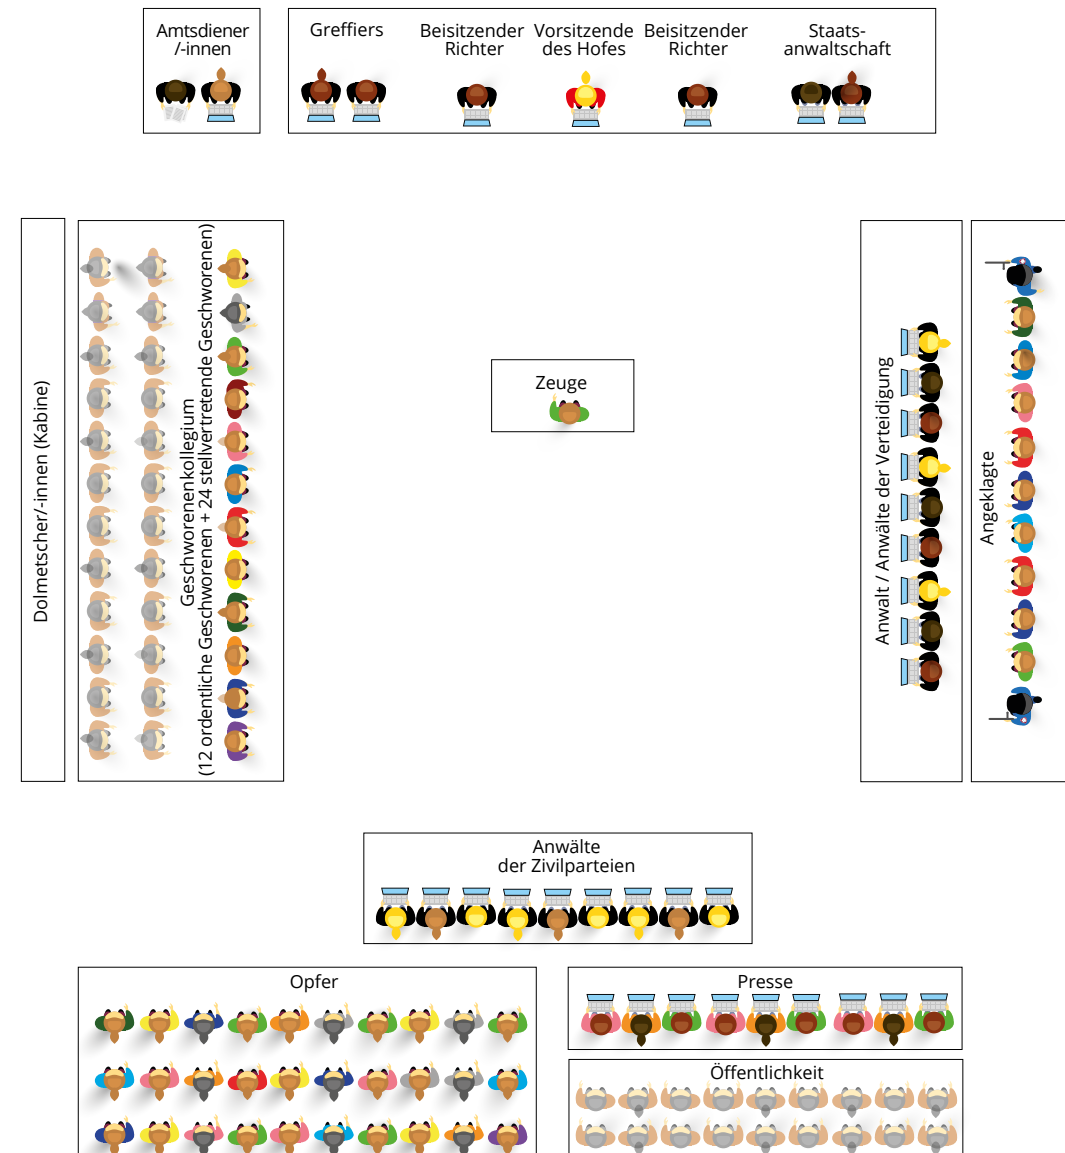 Amtsdiener
/-innen
Greffiers
Beisitzender
Richter
Vorsitzende
des Hofes
Beisitzender
Richter
Staats-
anwaltschaft
Dolmetscher/-innen (Kabine)
Geschworenenkollegium
(12 ordentliche Geschworenen + 24 stellvertretende Geschworenen)
Zeuge
Anwalt / Anwälte der Verteidigung
Angeklagte
Anwälte
der Zivilparteien
Opfer
Presse
Öffentlichkeit